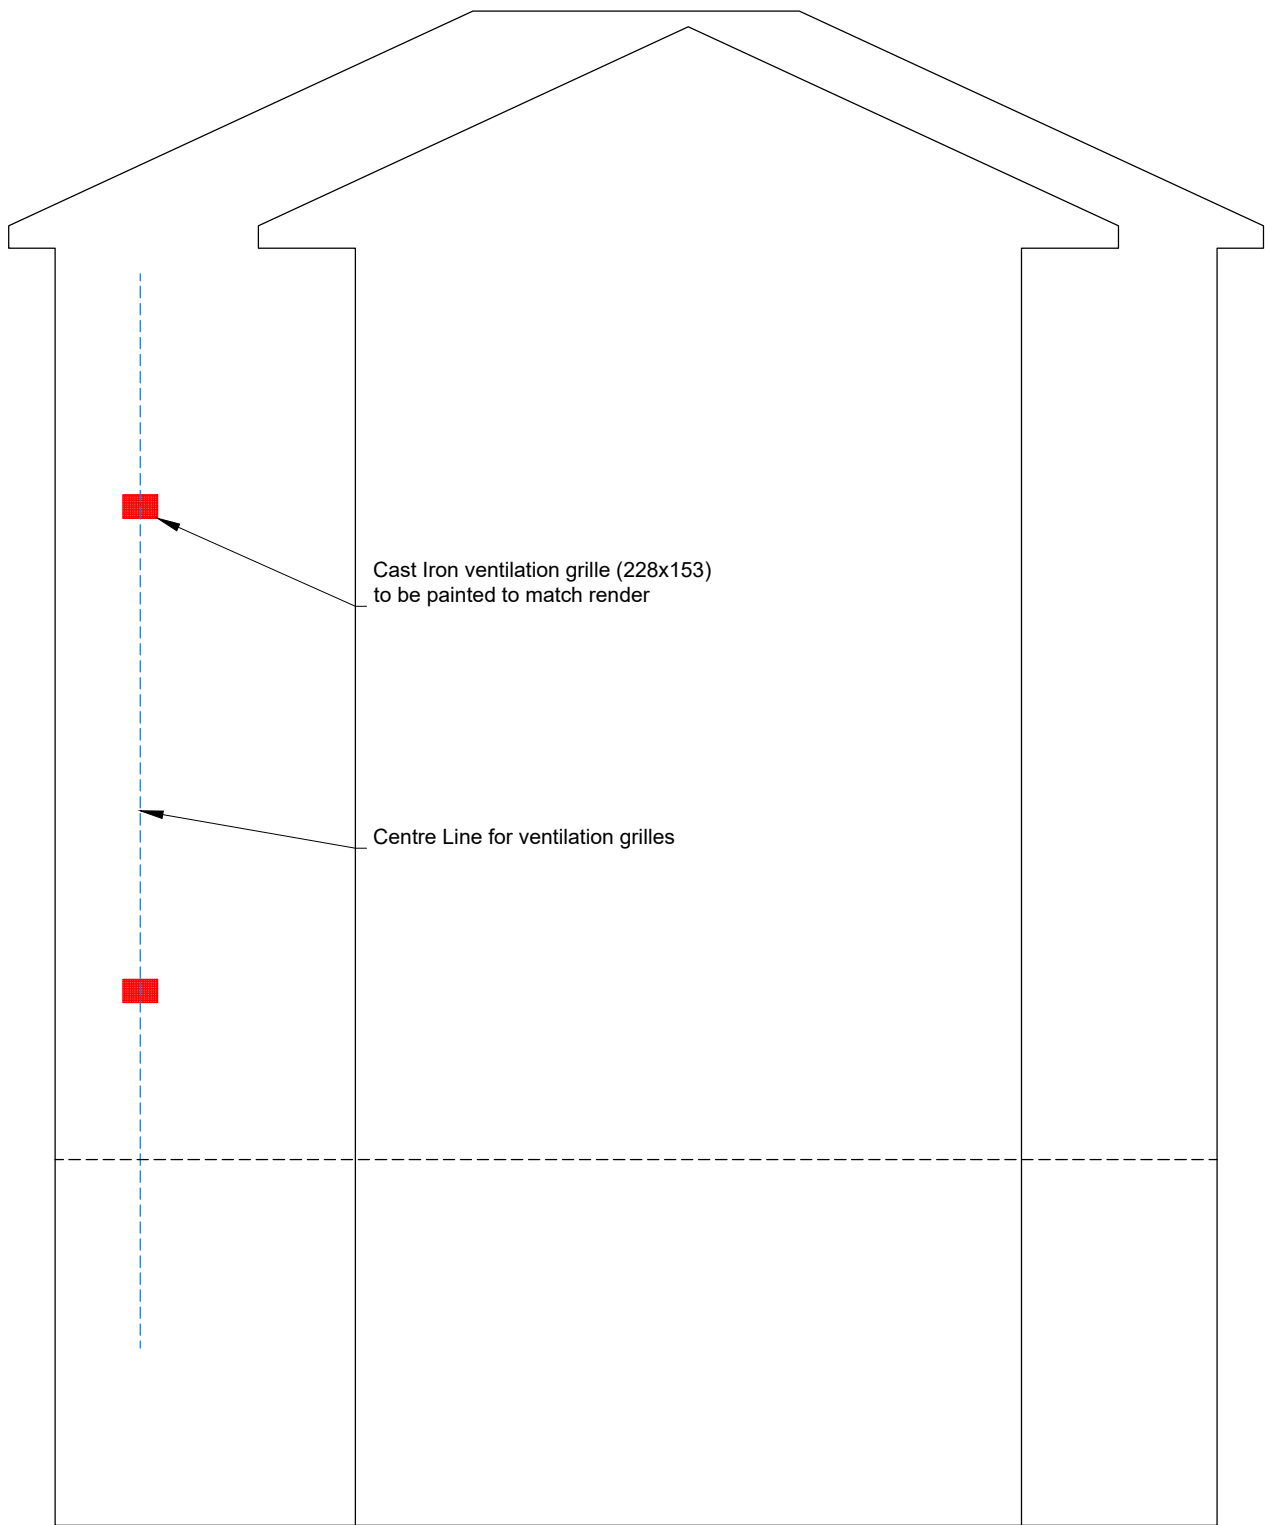 Cast Iron ventilation grille (228x153)
to be painted to match render
Centre Line for ventilation grilles